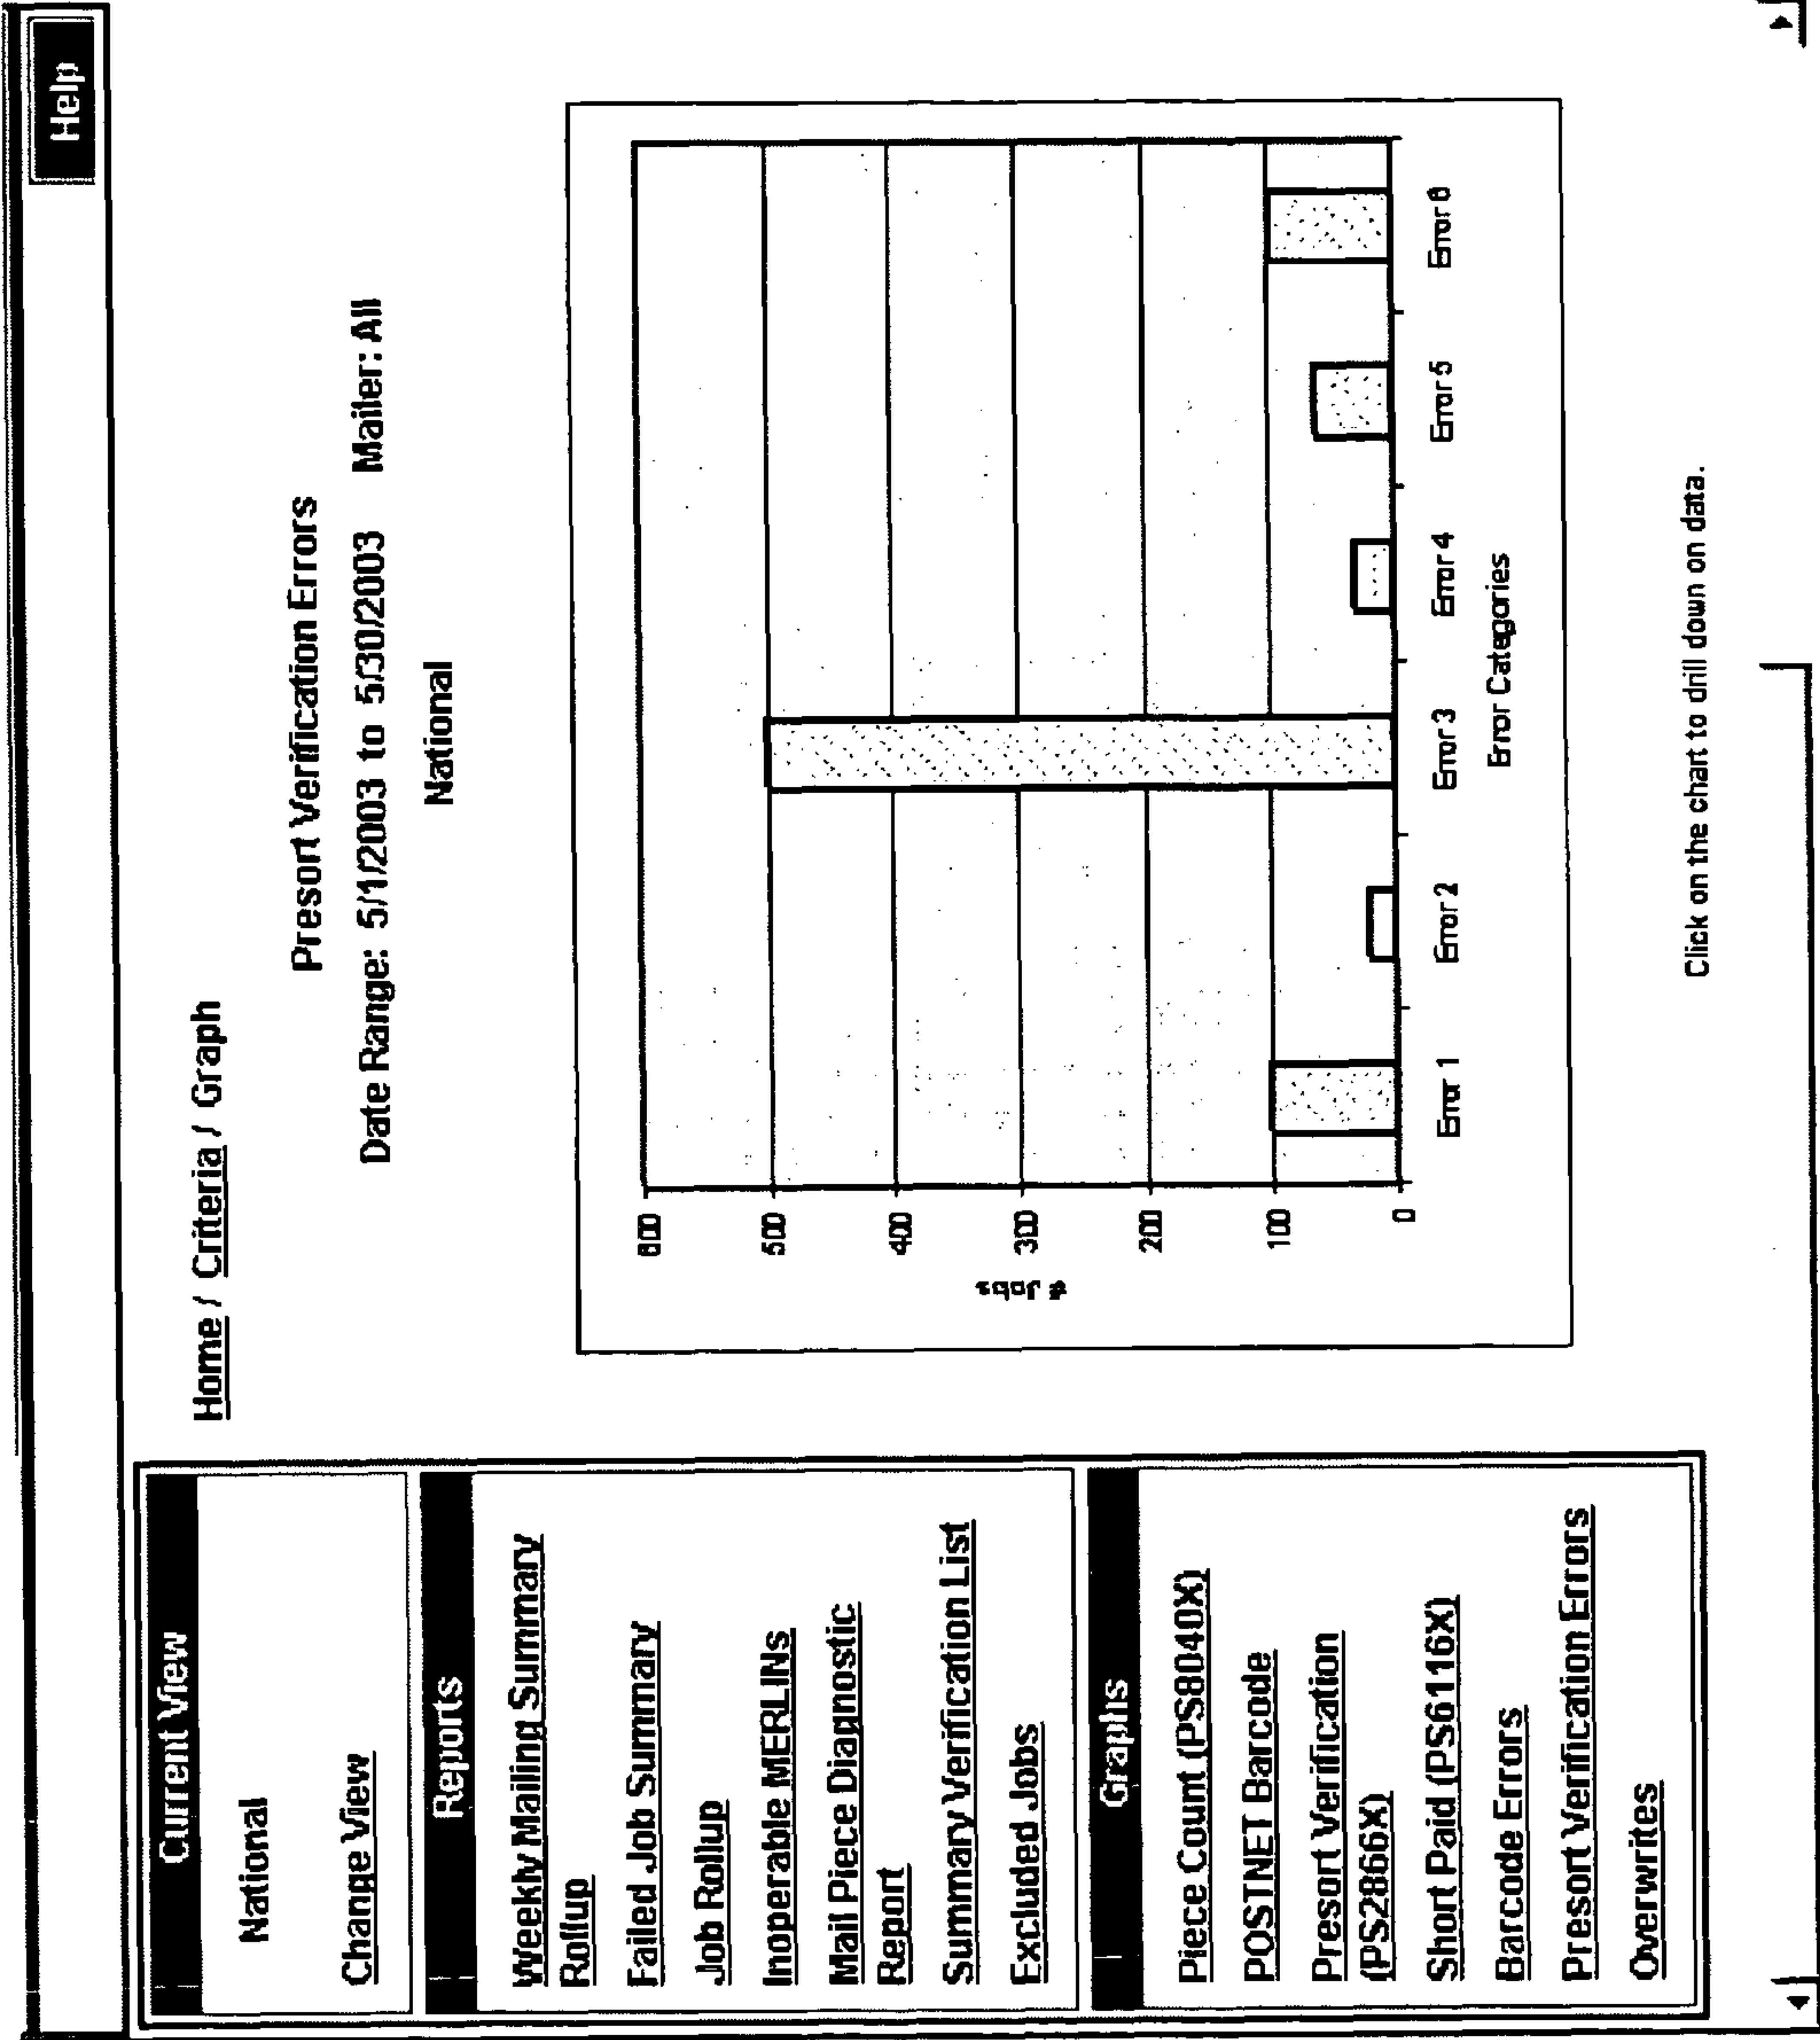 Help
Current View
National
Change View
Reports
Weekly Mailing Summary
Rollup
Failed Job Summary
Job Rollup
Inoperable MERLINs
Mail Piece Diagnostic
Report
Summary Verification List
Excluded Jobs
Graphs
Piece Count (PS8040X)
POSTNET Barcode
Presort Verification
(PS2866X)
Short Paid (PS6116X)
Barcode Errors
Presort Verification Errors
Overwrites
Home / Criteria / Graph
Presort Verification Errors
Date Range: 5/1/2003 to 5/30/2003 Mailer: All
National
# Jobs
600
500
400
300
200
100
0
Error 1 Error 2 Error 3 Error 4 Error 5 Error 6
Error Categories
Click on the chart to drill down on data.